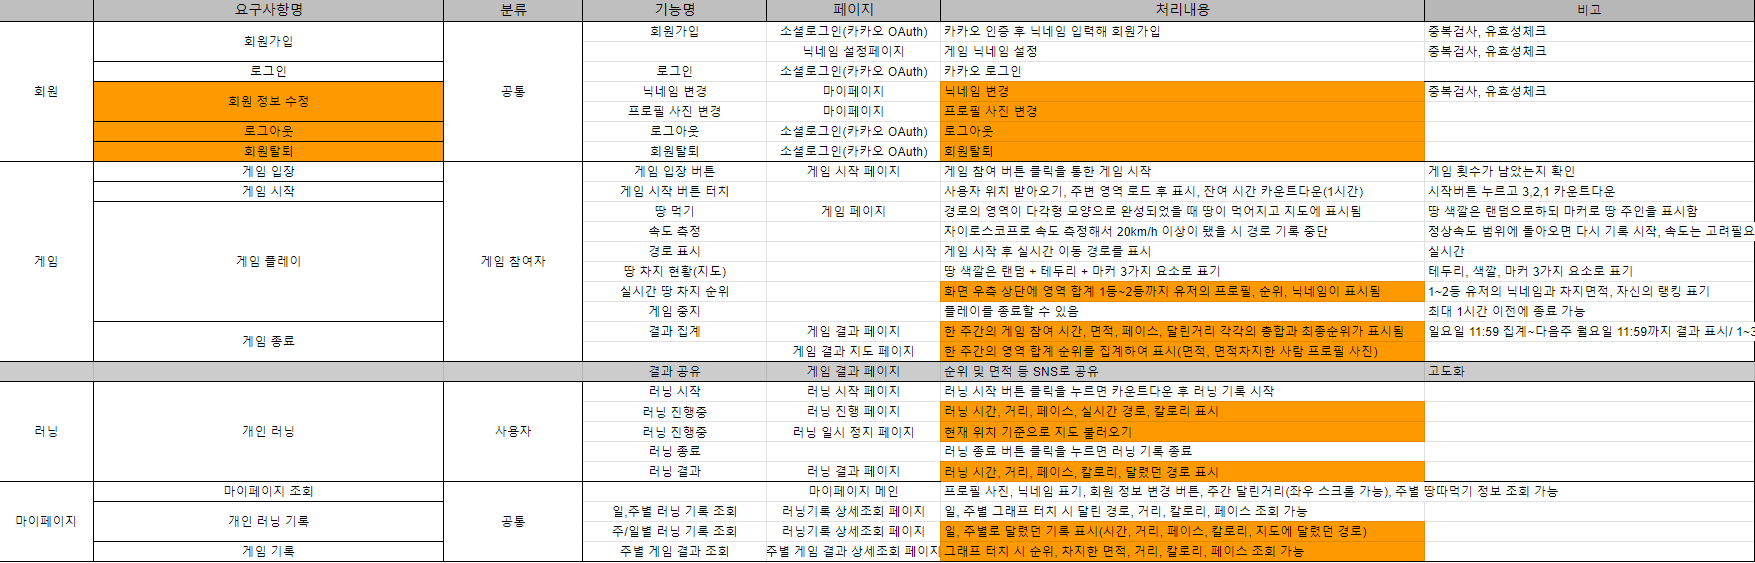 요구사항명 분류 기능명 페이지 처리내용 비고
회원 회원가입 공통 회원가입 소셜로그인(카카오 OAuth) 카카오 인증 후 닉네임 입력해 회원가입 중복검사, 유효성체크
닉네임 설정페이지 게임 닉네임 설정 중복검사, 유효성체크
로그인 로그인 소셜로그인(카카오 OAuth) 카카오 로그인
회원 정보 수정 닉네임 변경 마이페이지 닉네임 변경 중복검사, 유효성체크
프로필 사진 변경 마이페이지 프로필 사진 변경
로그아웃 로그아웃 소셜로그인(카카오 OAuth) 로그아웃
회원탈퇴 회원탈퇴 소셜로그인(카카오 OAuth) 회원탈퇴
게임 게임 입장 게임 참여자 게임 입장 버튼 게임 시작 페이지 게임 참여 버튼 클릭을 통한 게임 시작 게임 횟수가 남았는지 확인
게임 시작 게임 시작 버튼 터치 사용자 위치 받아오기, 주변 영역 로드 후 표시, 잔여 시간 카운트다운(1시간) 시작버튼 누르고 3,2,1 카운트다운
게임 플레이 땅 먹기 게임 페이지 경로의 영역이 다각형 모양으로 완성되었을 때 땅이 먹어지고 지도에 표시됨 땅 색깔은 랜덤으로하되 마커로 땅 주인을 표시함
속도 측정 자이로스코프로 속도 측정해서 20km/h 이상이 됐을 시 경로 기록 중단 정상속도 범위에 돌아오면 다시 기록 시작, 속도는 고려필요
경로 표시 게임 시작 후 실시간 이동 경로를 표시 실시간
땅 차지 현황(지도) 땅 색깔은 랜덤 + 테두리 + 마커 3가지 요소로 표기 테두리, 색깔, 마커 3가지 요소로 표기
실시간 땅 차지 순위 화면 우측 상단에 영역 합계 1등~2등까지 유저의 프로필, 순위, 닉네임이 표시됨 1~2등 유저의 닉네임과 차지면적, 자신의 랭킹 표기
게임 중지 플레이를 종료할 수 있음 최대 1시간 이전에 종료 가능
게임 종료 결과 집계 게임 결과 페이지 한 주간의 게임 참여 시간, 면적, 페이스, 달린거리 각각의 총합과 최종순위가 표시됨 일요일 11:59 집계~다음주 월요일 11:59까지 결과 표시/ 1~3
게임 결과 지도 페이지 한 주간의 영역 합계 순위를 집계하여 표시(면적, 면적차지한 사람 프로필 사진)
결과 공유 게임 결과 페이지 순위 및 면적 등 SNS로 공유 고도화
러닝 개인 러닝 사용자 러닝 시작 러닝 시작 페이지 러닝 시작 버튼 클릭을 누르면 카운트다운 후 러닝 기록 시작
러닝 진행중 러닝 진행 페이지 러닝 시간, 거리, 페이스, 실시간 경로, 칼로리 표시
러닝 진행중 러닝 일시 정지 페이지 현재 위치 기준으로 지도 불러오기
러닝 종료 러닝 종료 버튼 클릭을 누르면 러닝 기록 종료
러닝 결과 러닝 결과 페이지 러닝 시간, 거리, 페이스, 칼로리, 달렸던 경로 표시
마이페이지 마이페이지 조회 공통 마이페이지 메인 프로필 사진, 닉네임 표기, 회원 정보 변경 버튼, 주간 달린거리(좌우 스크롤 가능), 주별 땅따먹기 정보 조회 가능
개인 러닝 기록 일,주별 러닝 기록 조회 러닝기록 상세조회 페이지 일, 주별 그래프 터치 시 달린 경로, 거리, 칼로리, 페이스 조회 가능
주/일별 러닝 기록 조회 러닝기록 상세조회 페이지 일, 주별로 달렸던 기록 표시(시간, 거리, 페이스, 칼로리, 지도에 달렸던 경로)
게임 기록 주별 게임 결과 조회 주별 게임 결과 상세조회 페이지 그래프 터치 시 순위, 차지한 면적, 거리, 칼로리, 페이스 조회 가능